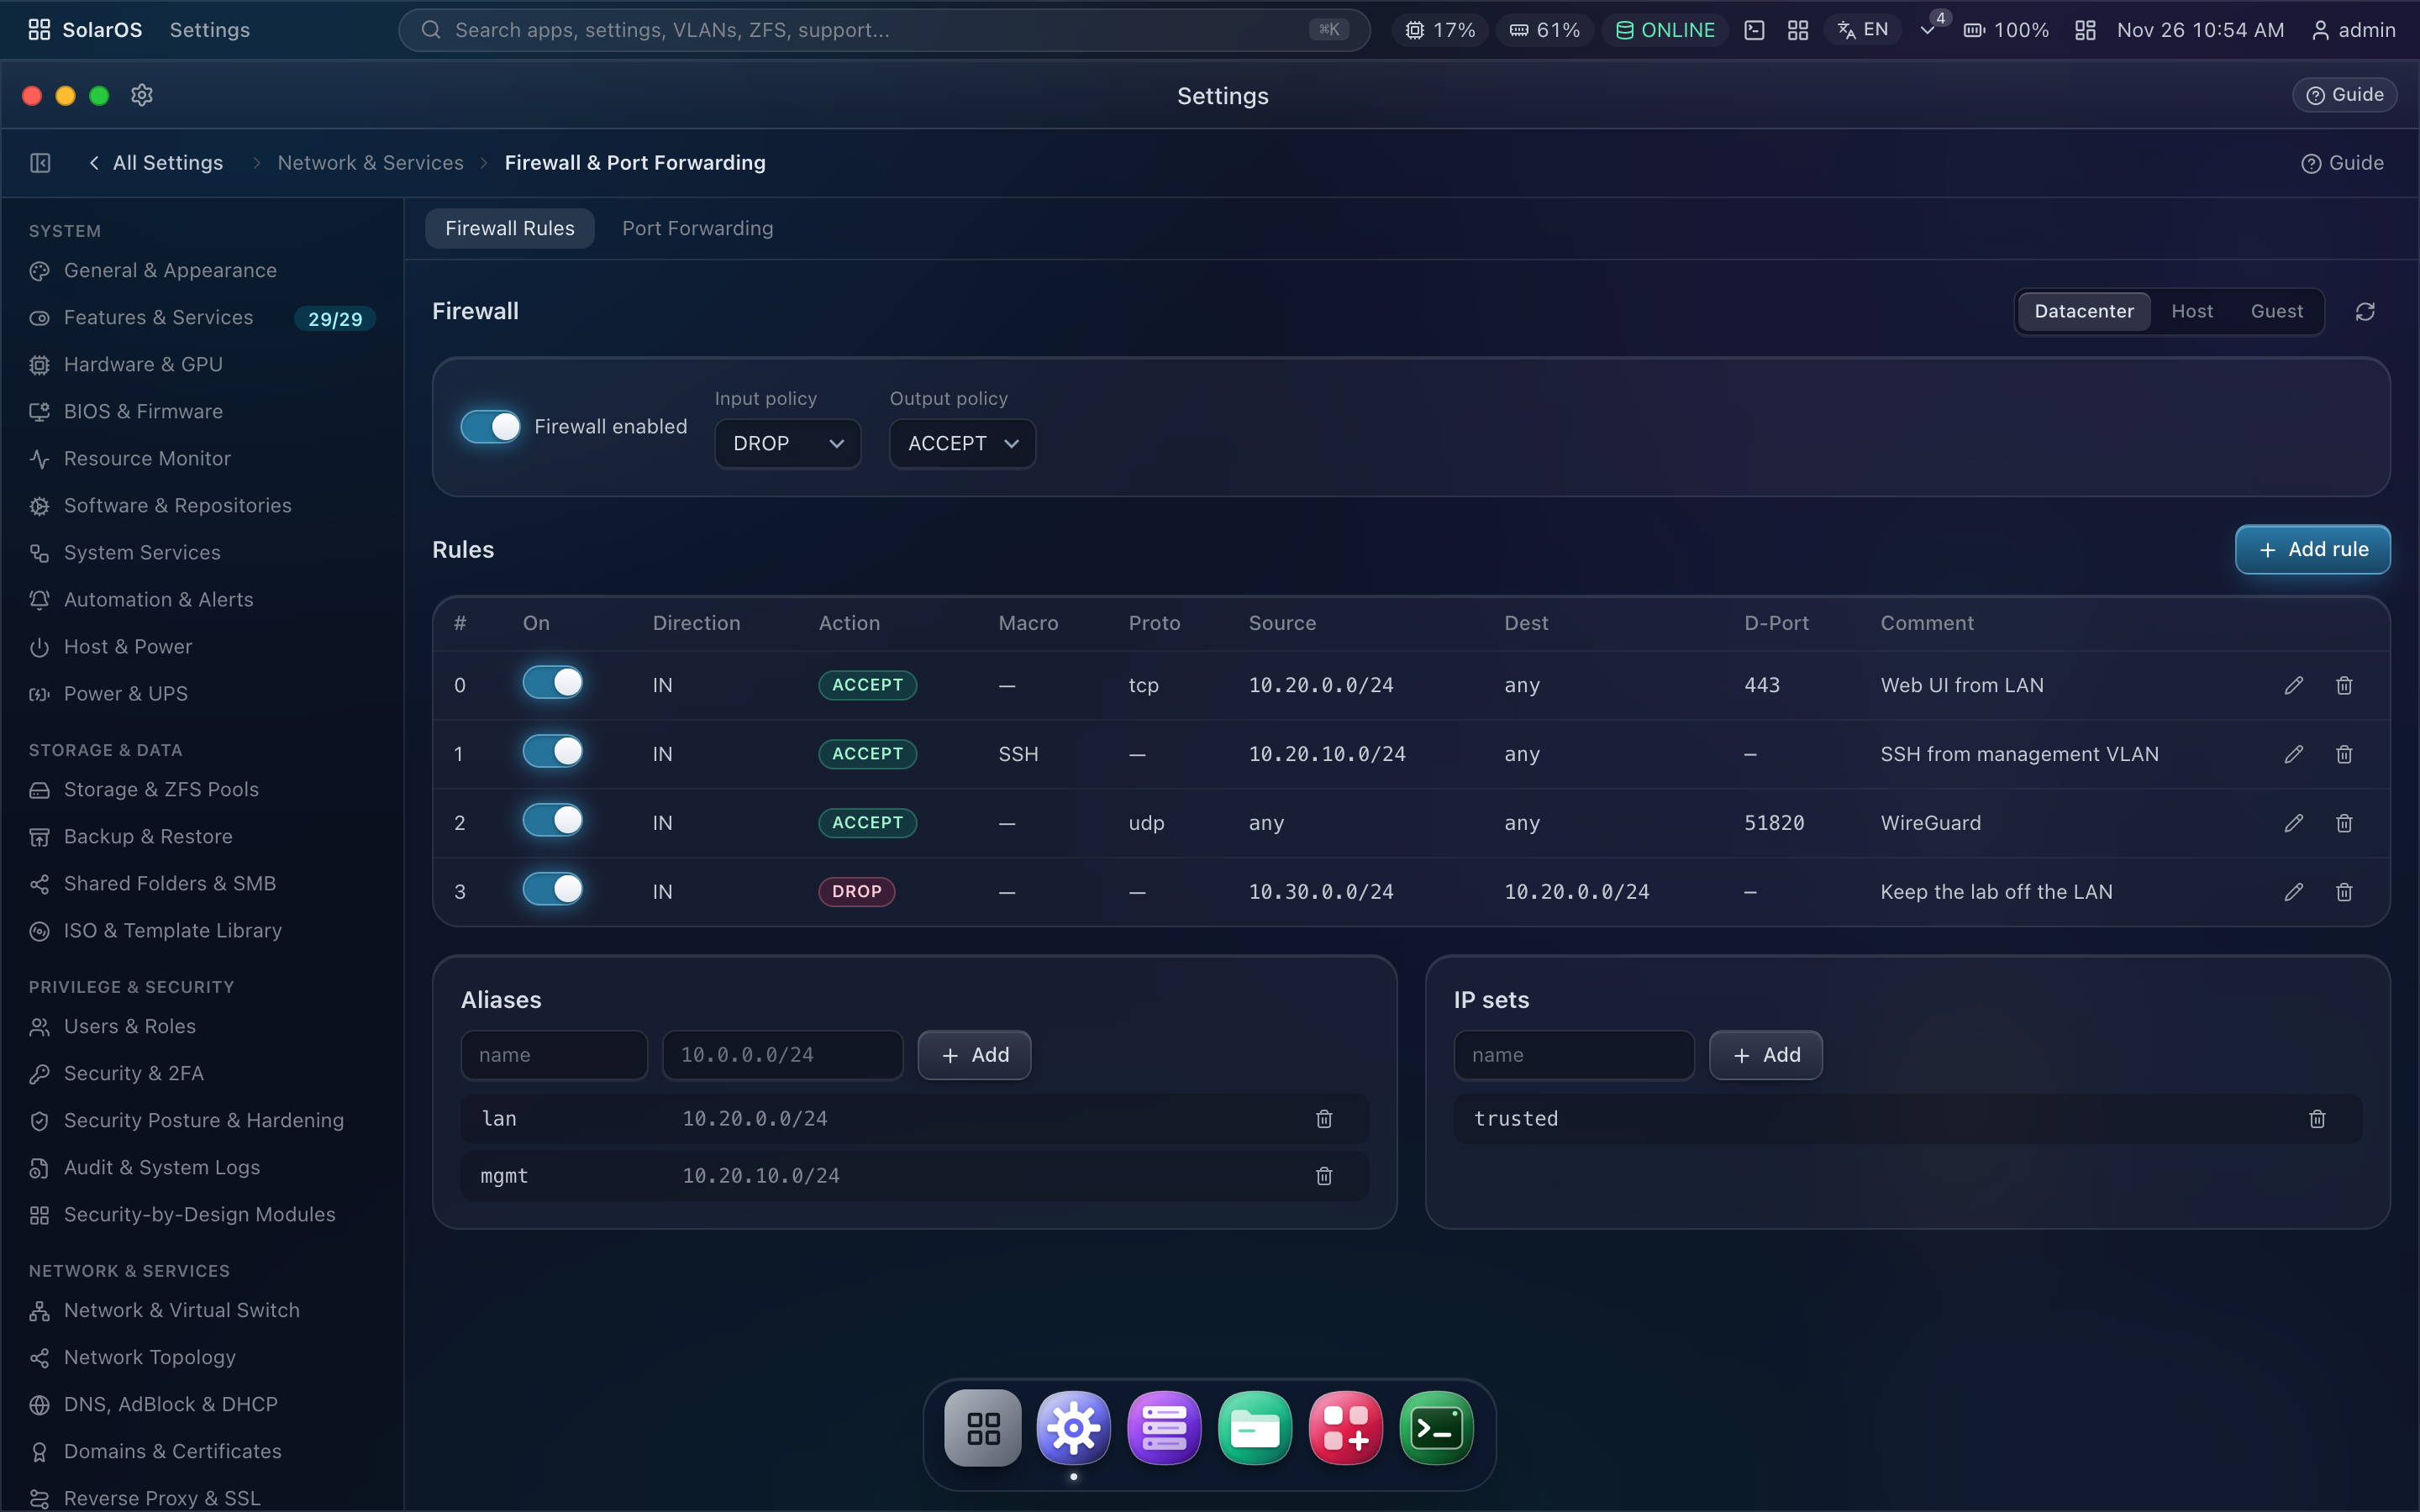 SolarOS Settings Search apps, settings, VLANs, ZFS, support... ⌘K 17% 61% ONLINE EN 4 100% Nov 26 10:54 AM admin
Settings Guide
All Settings Network & Services Firewall & Port Forwarding Guide
SYSTEM
General & Appearance
Features & Services 29/29
Hardware & GPU
BIOS & Firmware
Resource Monitor
Software & Repositories
System Services
Automation & Alerts
Host & Power
Power & UPS
STORAGE & DATA
Storage & ZFS Pools
Backup & Restore
Shared Folders & SMB
ISO & Template Library
PRIVILEGE & SECURITY
Users & Roles
Security & 2FA
Security Posture & Hardening
Audit & System Logs
Security-by-Design Modules
NETWORK & SERVICES
Network & Virtual Switch
Network Topology
DNS, AdBlock & DHCP
Domains & Certificates
Reverse Proxy & SSL
Firewall Rules Port Forwarding
Firewall Datacenter Host Guest
Firewall enabled
Input policy Output policy
DROP ACCEPT
Rules Add rule
# On Direction Action Macro Proto Source Dest D-Port Comment
0 IN ACCEPT — tcp 10.20.0.0/24 any 443 Web UI from LAN
1 IN ACCEPT SSH — 10.20.10.0/24 any — SSH from management VLAN
2 IN ACCEPT — udp any any 51820 WireGuard
3 IN DROP — — 10.30.0.0/24 10.20.0.0/24 — Keep the lab off the LAN
Aliases
name 10.0.0.0/24 Add
lan 10.20.0.0/24
mgmt 10.20.10.0/24
IP sets
name Add
trusted